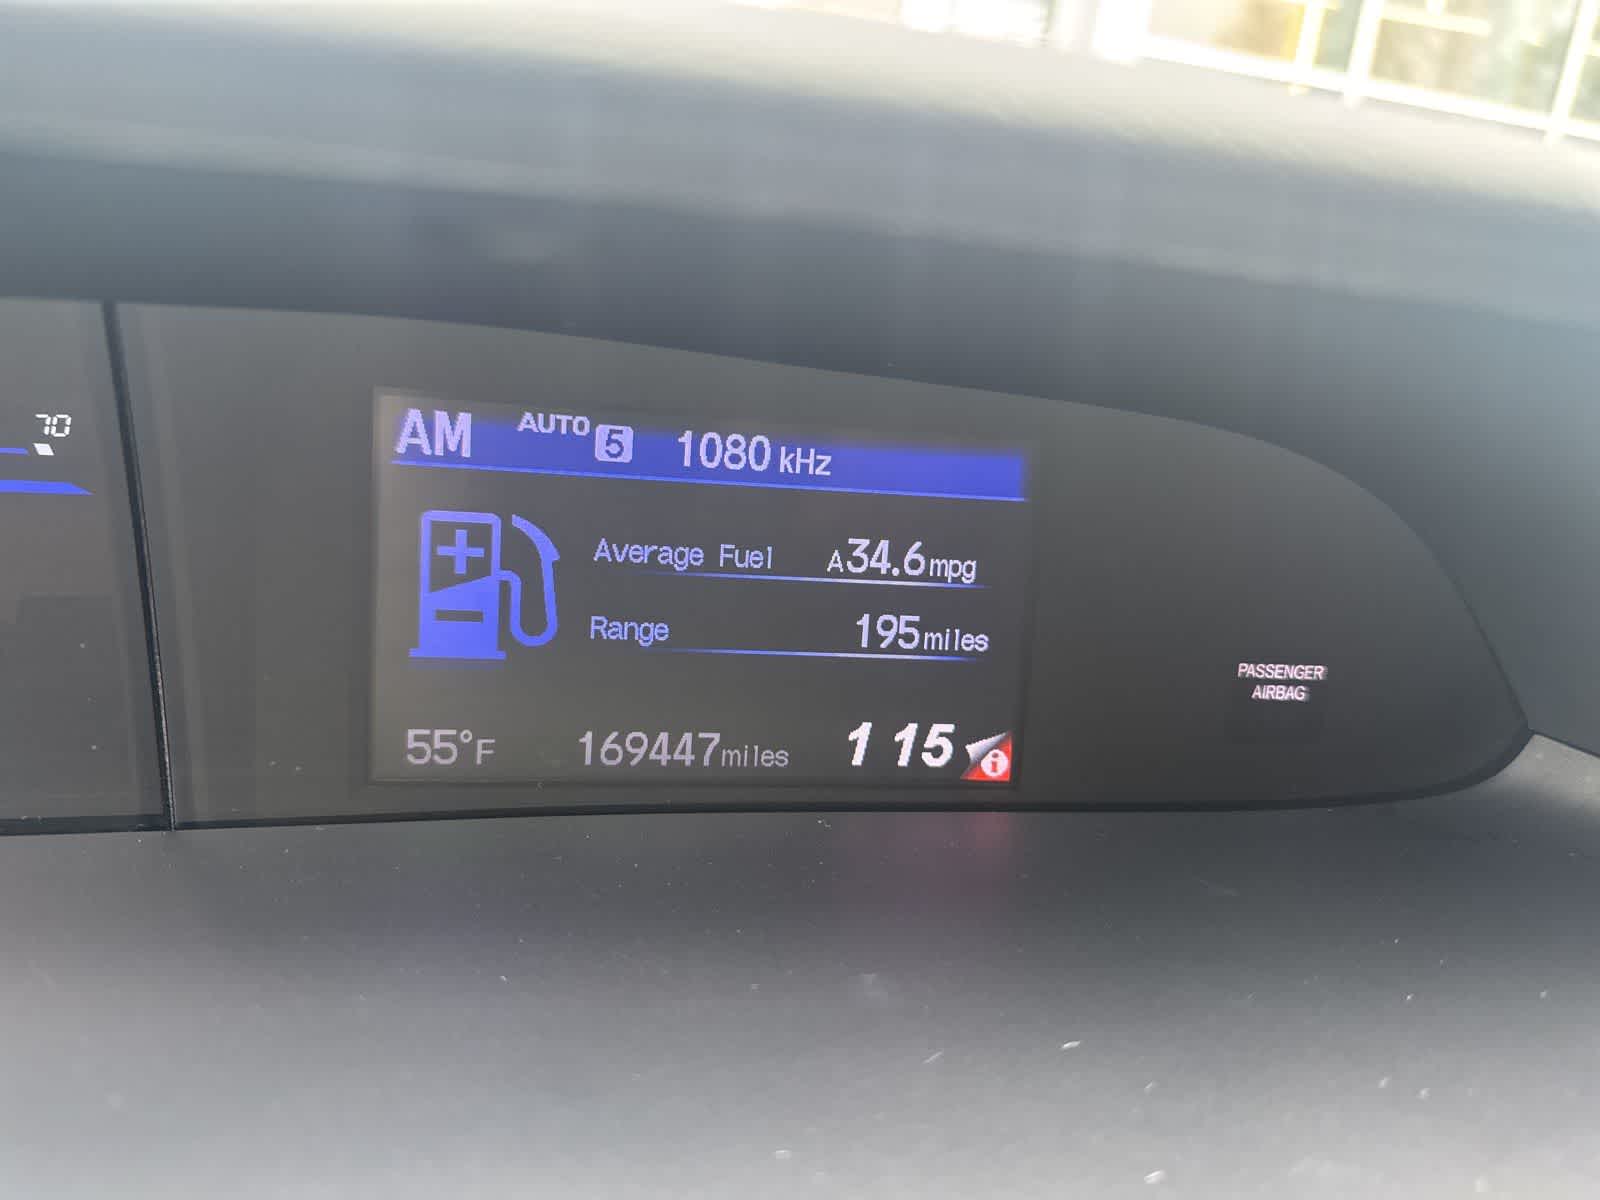 70
AM AUTO 5 1080 kHz
Average Fuel A34.6mpg
Range 195miles
55°F 169447miles 1 15 i
PASSENGER
AIRBAG